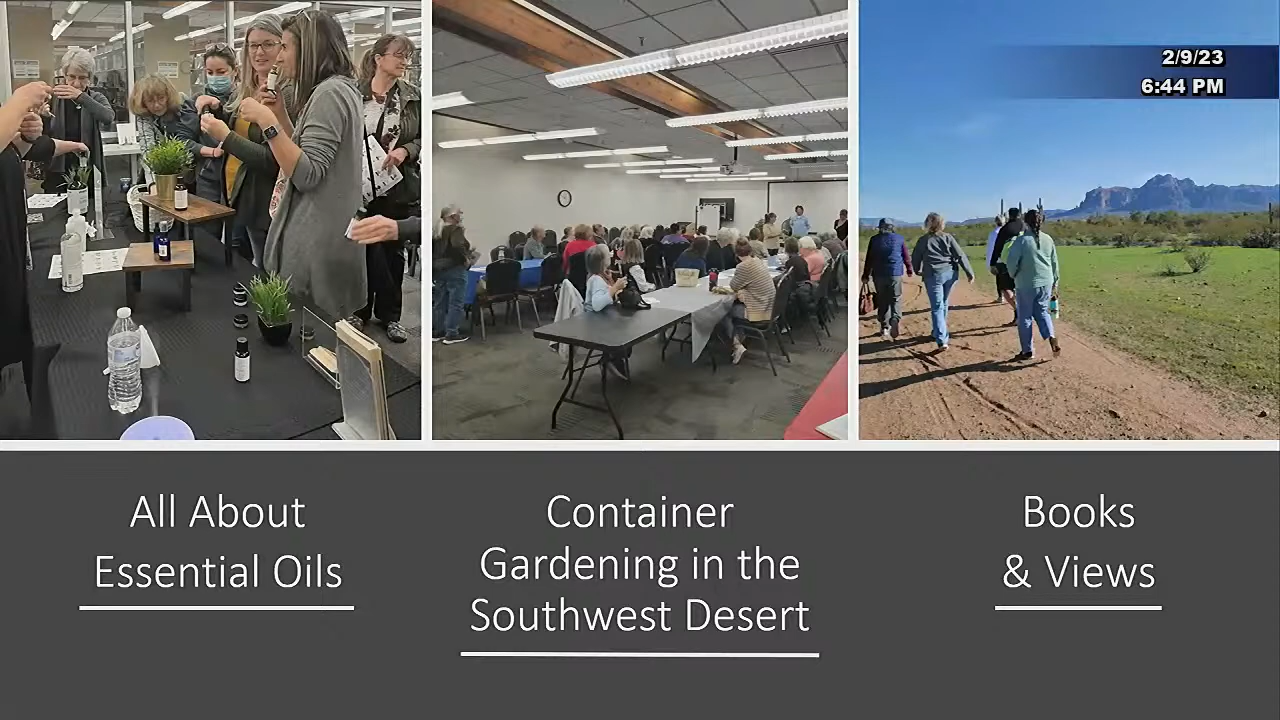 2/9/23
6:44 PM
All About
Essential Oils
Container
Gardening in the
Southwest Desert
Books
& Views